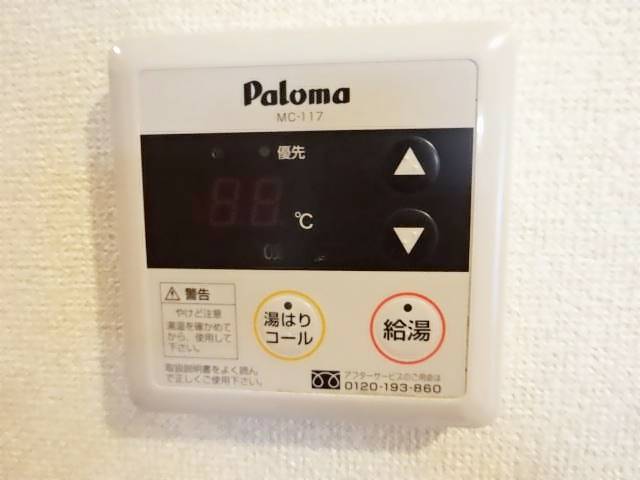 Paloma
MC-117
優先
℃
⚠ 警告
やけど注意
湯温を確かめて
から、使用して
下さい。
取扱説明書をよく読ん
で正しくご使用下さい。
湯はり
コール
給湯
アフターサービスのご用命は
0120-193-860